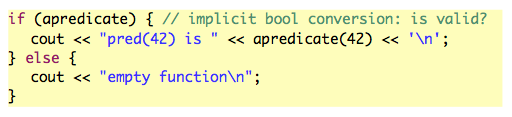 if (apredicate) { // implicit bool conversion: is valid?
cout << "pred(42) is " << apredicate(42) << '\n';
} else {
cout << "empty function\n";
}